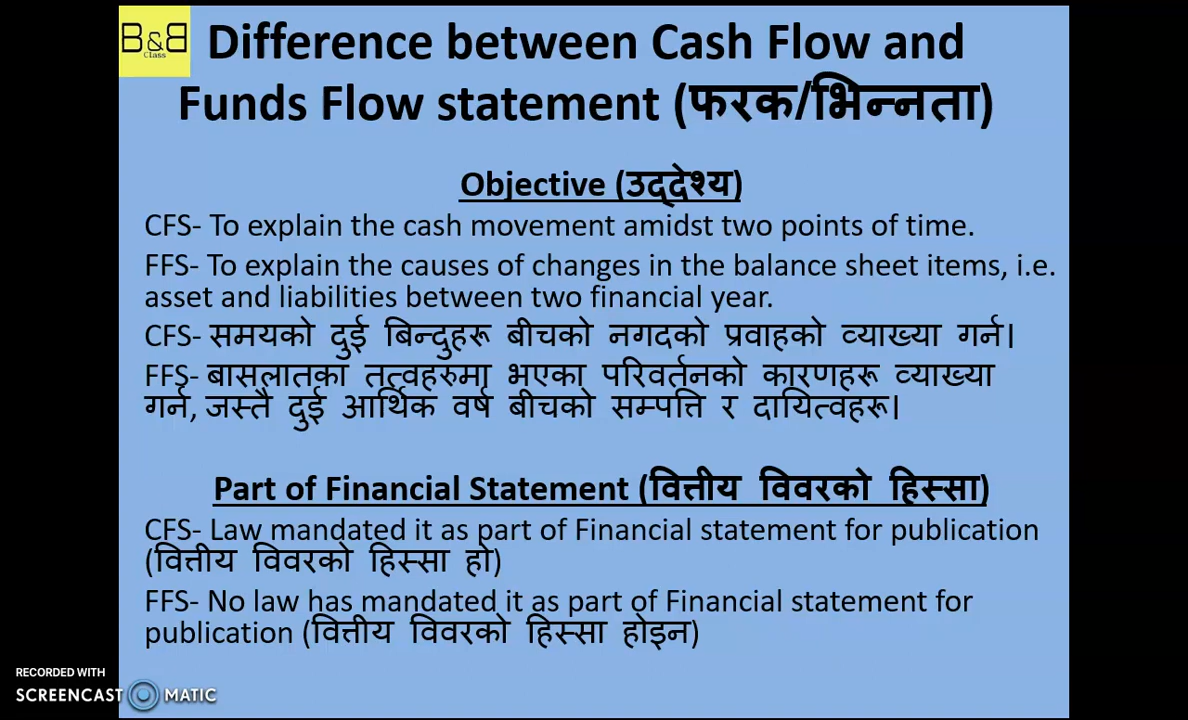 B&B
Class
Difference between Cash Flow and
Funds Flow statement (फरक/भिन्नता)
Objective (उद्देश्य)
CFS- To explain the cash movement amidst two points of time.
FFS- To explain the causes of changes in the balance sheet items, i.e.
asset and liabilities between two financial year.
CFS- समयको दुई बिन्दुहरू बीचको नगदको प्रवाहको व्याख्या गर्न।
FFS- बासलातका तत्वहरुमा भएका परिवर्तनको कारणहरू व्याख्या
गर्न, जस्तै दुई आर्थिक वर्ष बीचको सम्पत्ति र दायित्वहरू।
Part of Financial Statement (वित्तीय विवरको हिस्सा)
CFS- Law mandated it as part of Financial statement for publication
(वित्तीय विवरको हिस्सा हो)
FFS- No law has mandated it as part of Financial statement for
publication (वित्तीय विवरको हिस्सा होइन)
RECORDED WITH
SCREENCAST MATIC